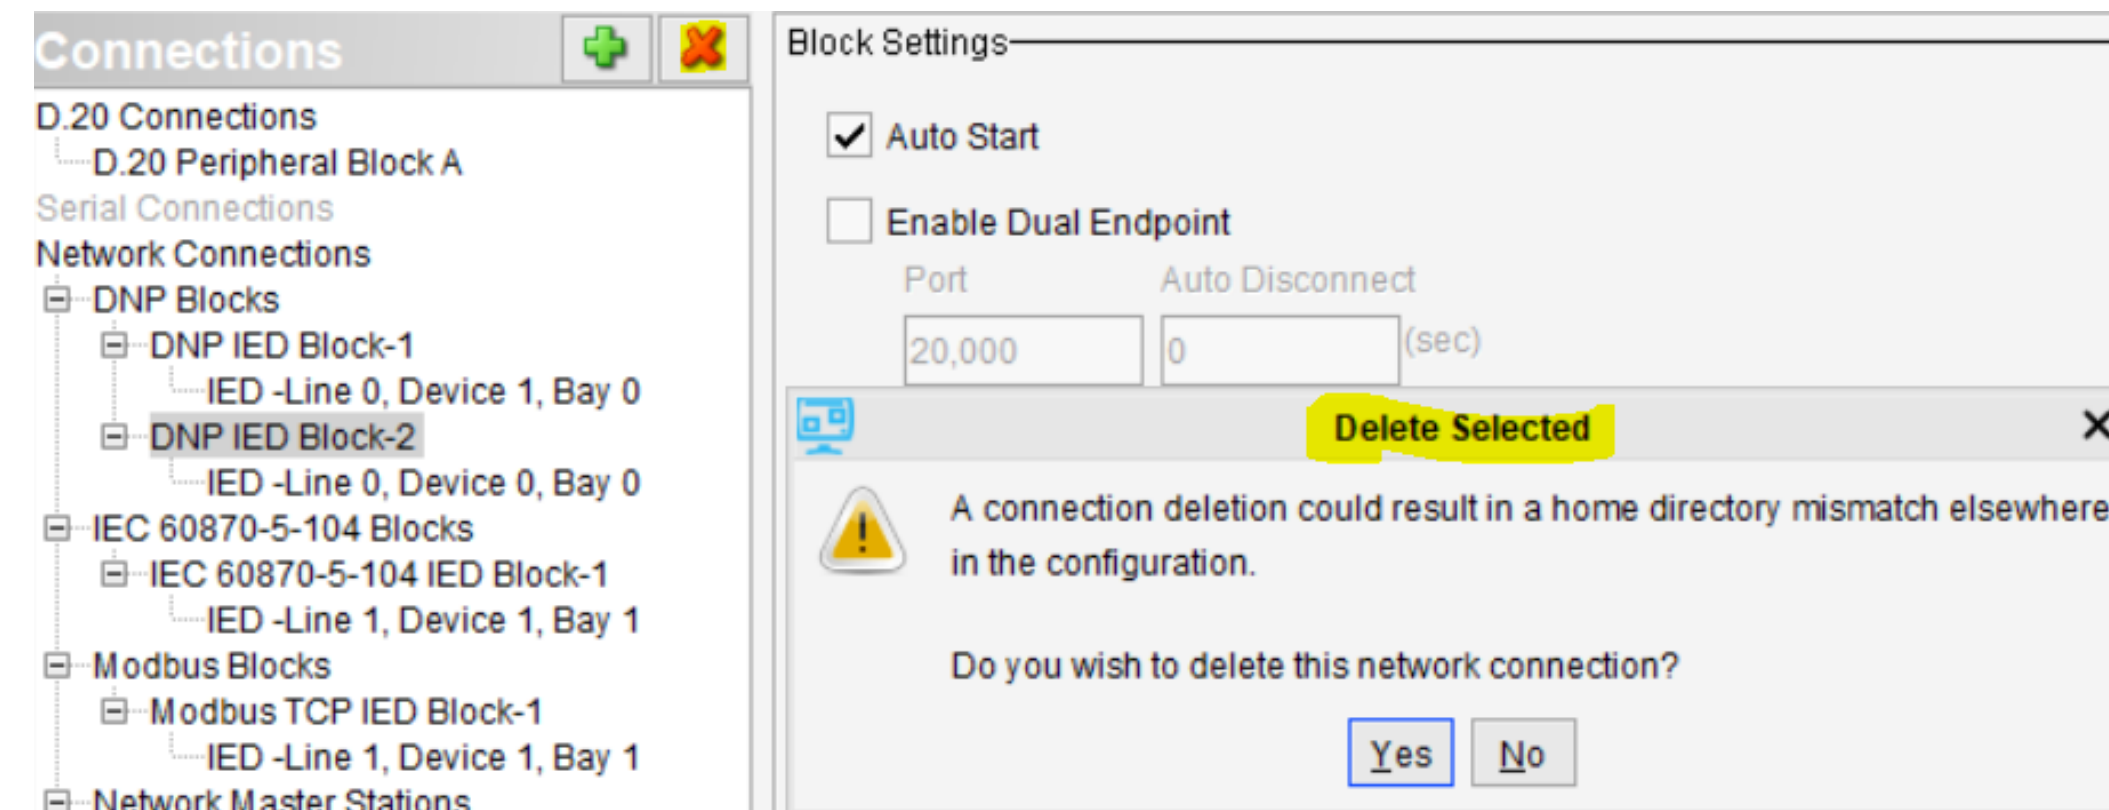 Connections
D.20 Connections
D.20 Peripheral Block A
Serial Connections
Network Connections
DNP Blocks
DNP IED Block-1
IED -Line 0, Device 1, Bay 0
DNP IED Block-2
IED -Line 0, Device 0, Bay 0
IEC 60870-5-104 Blocks
IEC 60870-5-104 IED Block-1
IED -Line 1, Device 1, Bay 1
Modbus Blocks
Modbus TCP IED Block-1
IED -Line 1, Device 1, Bay 1
Network Master Stations
Block Settings
Auto Start
Enable Dual Endpoint
Port Auto Disconnect
20,000 0 (sec)
Delete Selected
A connection deletion could result in a home directory mismatch elsewhere
in the configuration.
Do you wish to delete this network connection?
Yes No